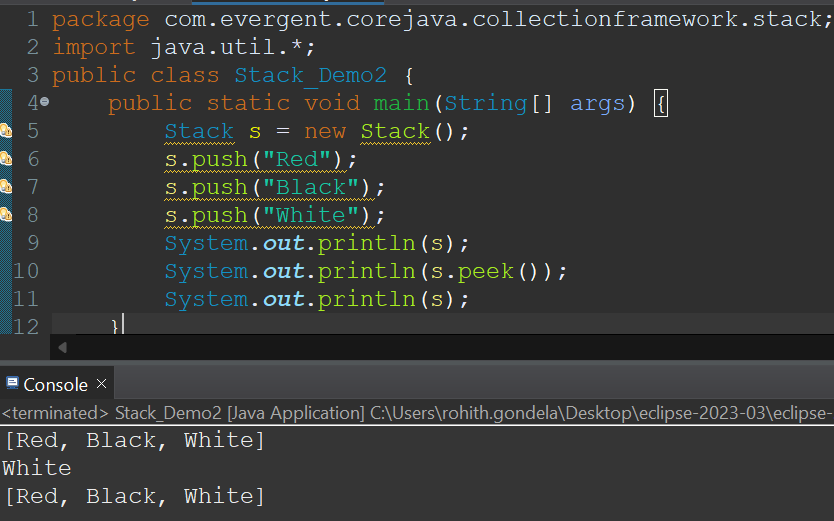 1 package com.evergent.corejava.collectionframework.stack;
2 import java.util.*;
3 public class Stack_Demo2 {
4 public static void main(String[] args) {
5 Stack s = new Stack();
6 s.push("Red");
7 s.push("Black");
8 s.push("White");
9 System.out.println(s);
10 System.out.println(s.peek());
11 System.out.println(s);
12 }
Console ×
<terminated> Stack_Demo2 [Java Application] C:\Users\rohith.gondela\Desktop\eclipse-2023-03\eclipse-
[Red, Black, White]
White
[Red, Black, White]